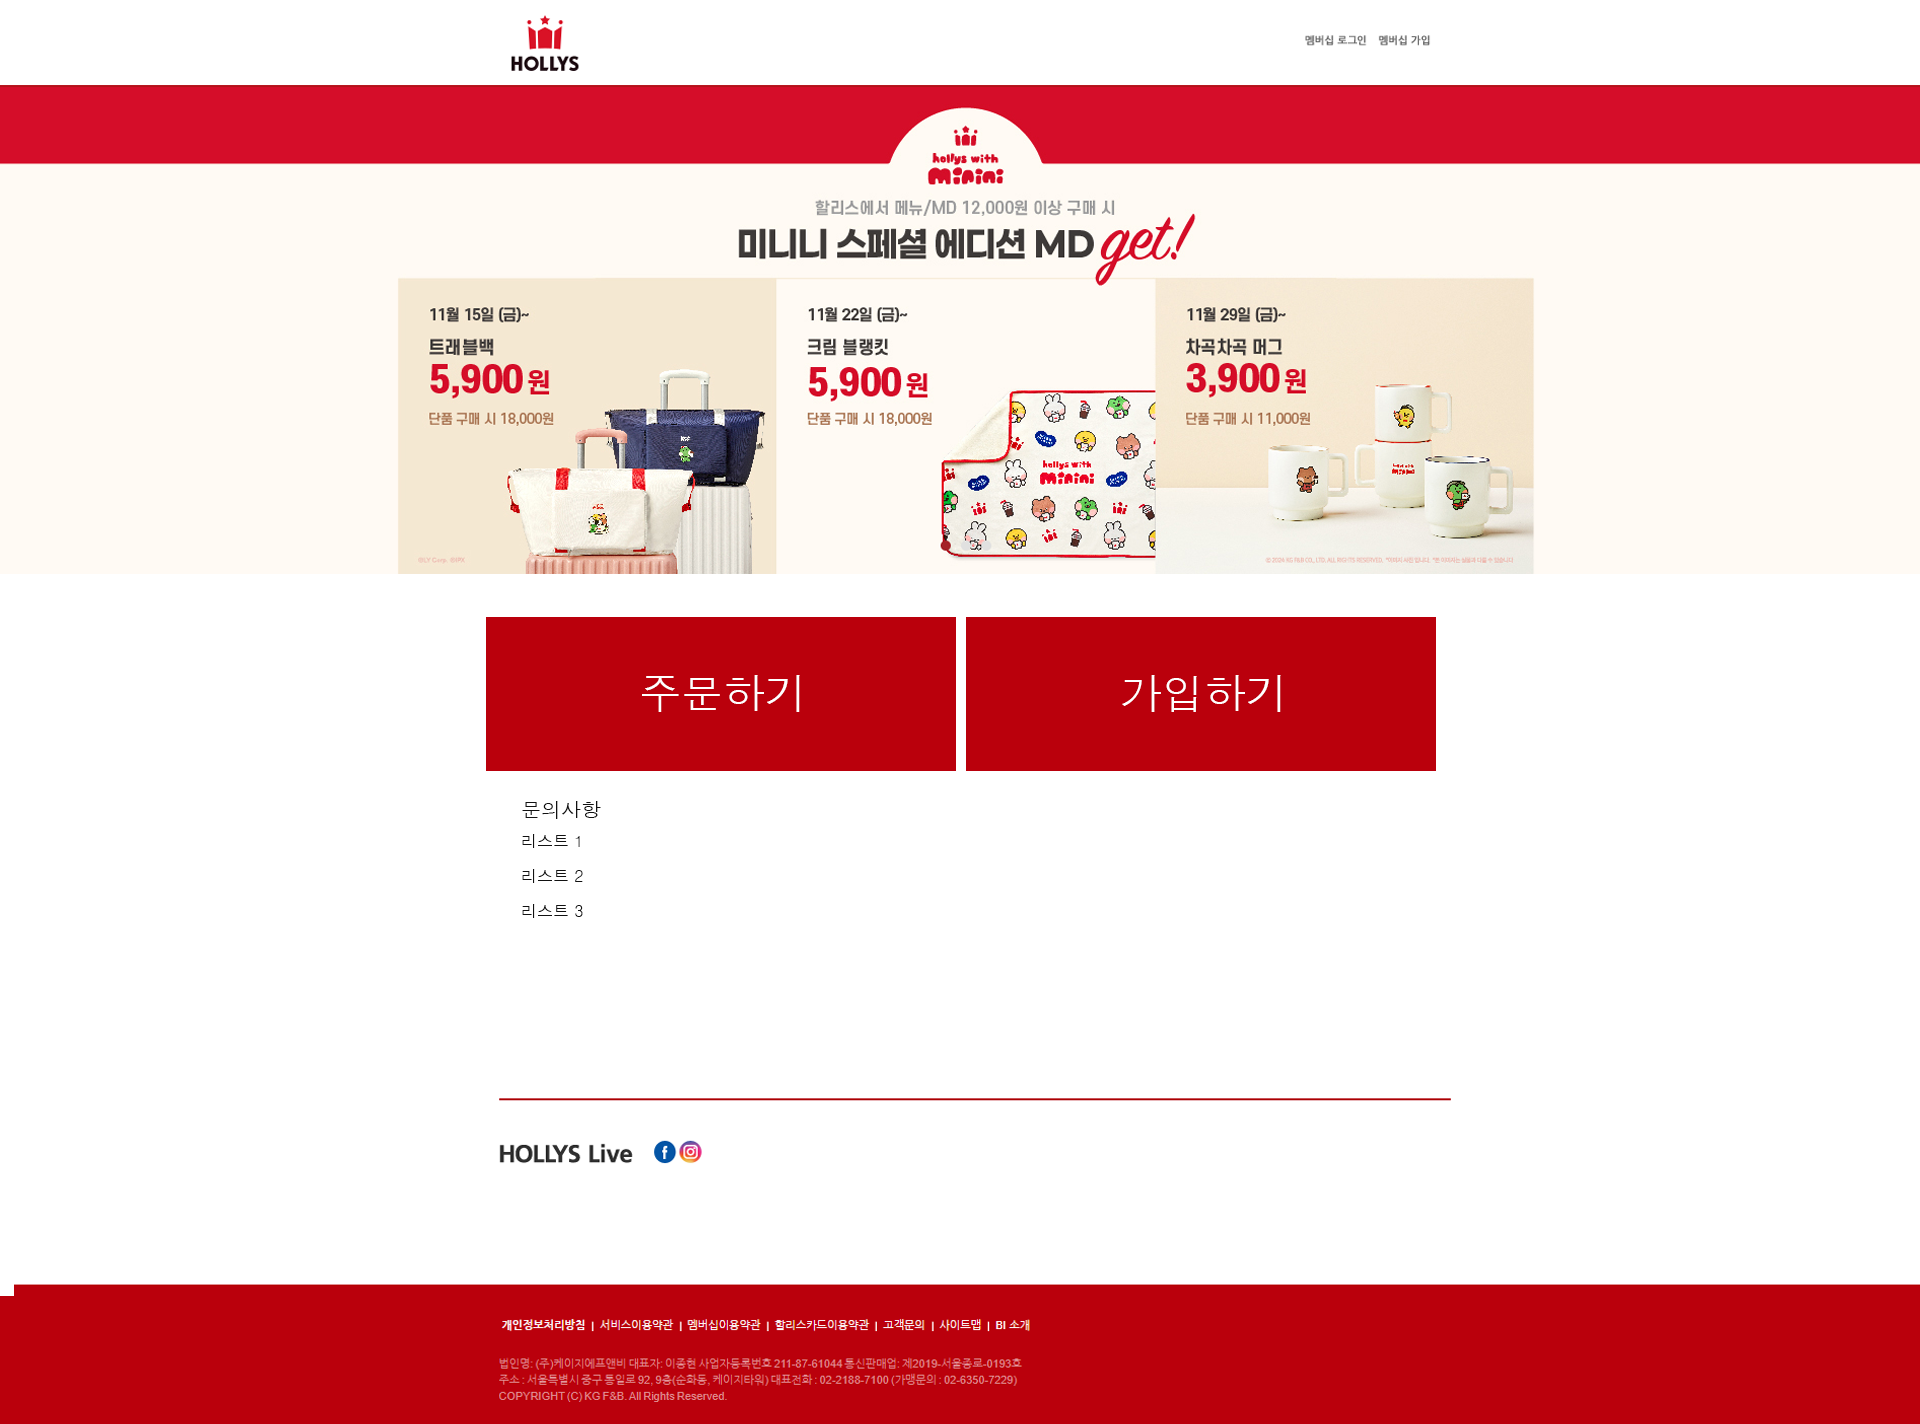 HOLLYS
멤버십 로그인 멤버십 가입
hollys with
Minini
할리스에서 메뉴/MD 12,000원 이상 구매 시
미니니 스페셜 에디션 MD get!
11월 15일 (금)~
트래블백
5,900 원
단품 구매 시 18,000원
11월 22일 (금)~
크림 블랭킷
5,900 원
단품 구매 시 18,000원
hollys with
Minini
11월 29일 (금)~
차곡차곡 머그
3,900 원
단품 구매 시 11,000원
hollys with
Minini
주문하기
가입하기
문의사항
리스트 1
리스트 2
리스트 3
HOLLYS Live
개인정보처리방침 | 서비스이용약관 | 멤버십이용약관 | 할리스카드이용약관 | 고객문의 | 사이트맵 | BI 소개
법인명: (주)케이지에프앤비 대표자: 이종현 사업자등록번호 211-87-61044 통신판매업: 제2019-서울종로-0193호
주소 : 서울특별시 중구 통일로 92, 9층(순화동, 케이지타워) 대표전화 : 02-2188-7100 (가맹문의 : 02-6350-7229)
COPYRIGHT (C) KG F&B. All Rights Reserved.